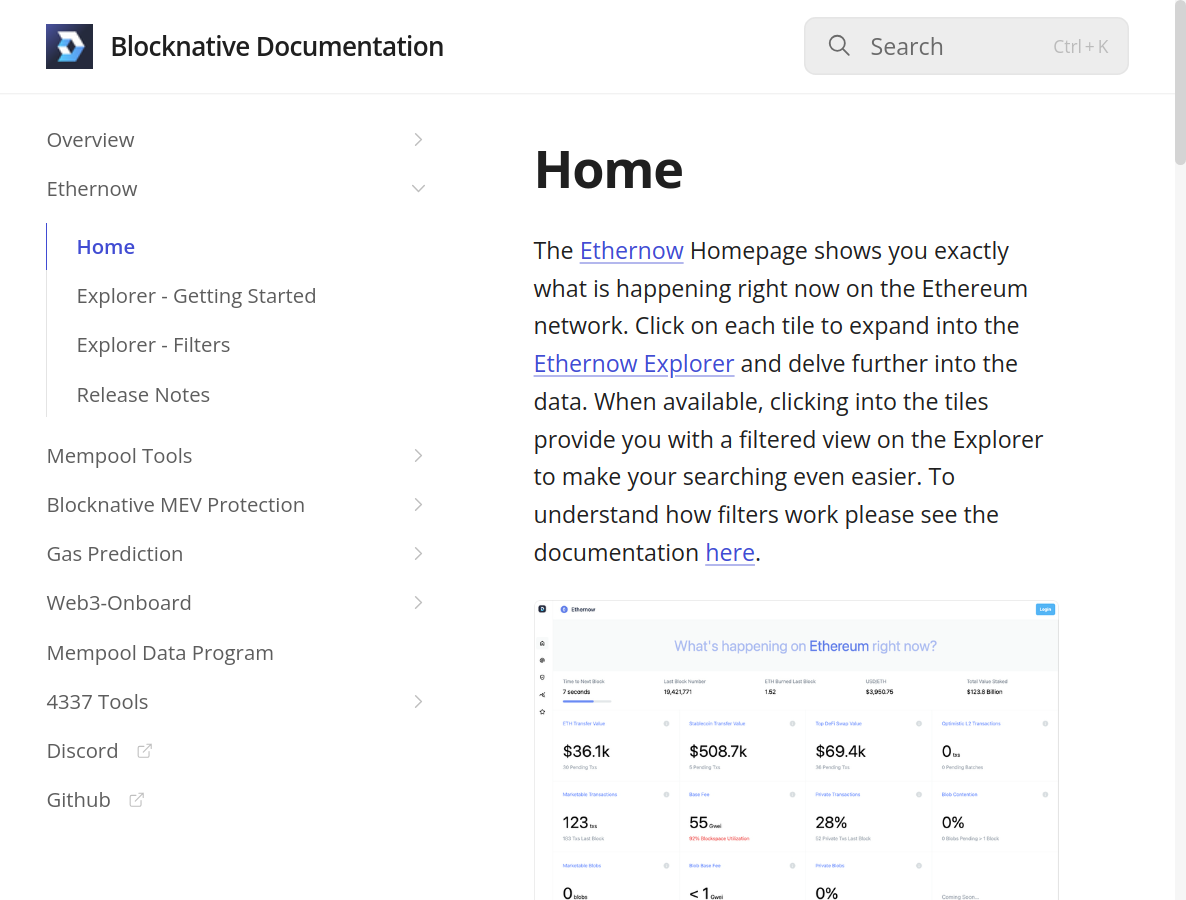 Blocknative Documentation
Search
Ctrl + K
Overview
Ethernow
Home
Explorer - Getting Started
Explorer - Filters
Release Notes
Mempool Tools
Blocknative MEV Protection
Gas Prediction
Web3-Onboard
Mempool Data Program
4337 Tools
Discord
Github
Home
The Ethernow Homepage shows you exactly
what is happening right now on the Ethereum
network. Click on each tile to expand into the
Ethernow Explorer and delve further into the
data. When available, clicking into the tiles
provide you with a filtered view on the Explorer
to make your searching even easier. To
understand how filters work please see the
documentation here.
Ethernow
Login
What's happening on Ethereum right now?
Time to Next Block
Last Block Number
ETH Burned Last Block
USD/ETH
Total Value Staked
7 seconds
19,421,771
1.52
$3,950.75
$123.8 Billion
ETH Transfer Value
Stablecoin Transfer Value
Top DeFi Swap Value
Optimistic L2 Transactions
$36.1k
$508.7k
$69.4k
0 txs
30 Pending Txs
5 Pending Txs
38 Pending Txs
0 Pending Batches
Marketable Transactions
Base Fee
Private Transactions
Blob Contention
123 txs
55 Gwei
28%
0%
103 Txs Last Block
92% Blockspace Utilization
52 Private Txs Last Block
0 Blobs Pending > 1 Block
Marketable Blobs
Blob Base Fee
Private Blobs
0 blobs
< 1 Gwei
0%
Coming Soon...